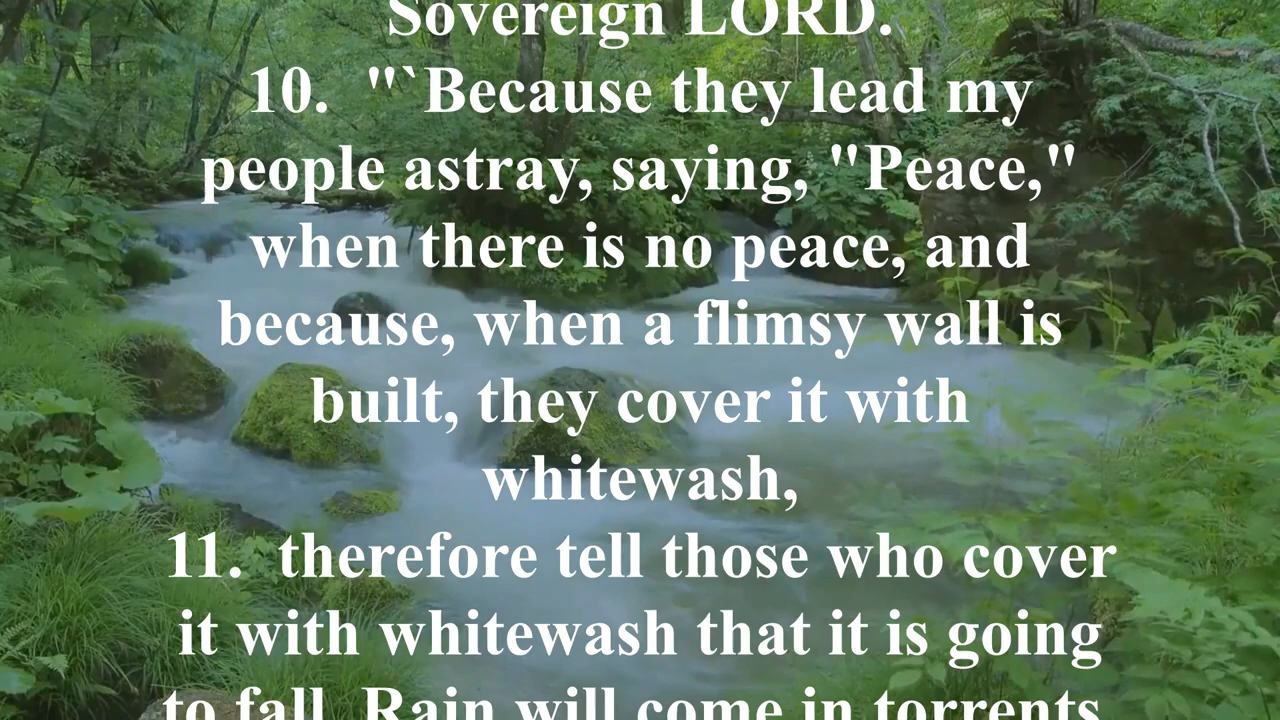 Sovereign LORD.
10.  "`Because they lead my
people astray, saying, "Peace,"
when there is no peace, and
because, when a flimsy wall is
built, they cover it with
whitewash,
11.  therefore tell those who cover
it with whitewash that it is going
to fall. Rain will come in torrents,